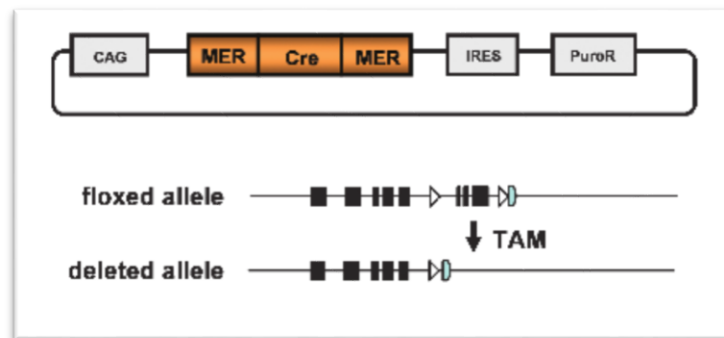 CAG MER Cre MER IRES PuroR
floxed allele
TAM
deleted allele